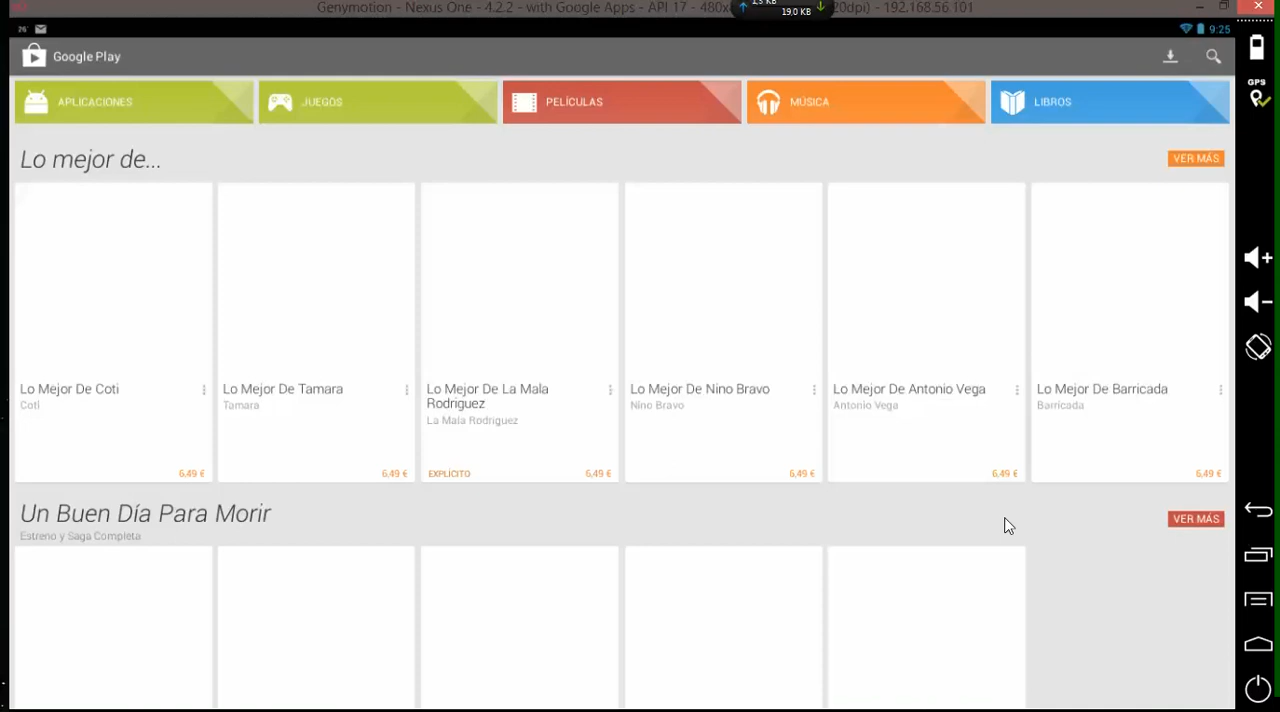 Genymotion - Nexus One - 4.2.2 - with Google Apps - API 17 - 480x 20dpi) - 192.168.56.101
1,5 KB
19,0 KB
9:25
Google Play
GPS
APLICACIONES
JUEGOS
PELÍCULAS
MÚSICA
LIBROS
Lo mejor de...
VER MÁS
Lo Mejor De Coti
Coti
6,49 €
Lo Mejor De Tamara
Tamara
6,49 €
Lo Mejor De La Mala
Rodriguez
La Mala Rodriguez
EXPLÍCITO
6,49 €
Lo Mejor De Nino Bravo
Nino Bravo
6,49 €
Lo Mejor De Antonio Vega
Antonio Vega
6,49 €
Lo Mejor De Barricada
Barricada
6,49 €
Un Buen Día Para Morir
VER MÁS
Estreno y Saga Completa